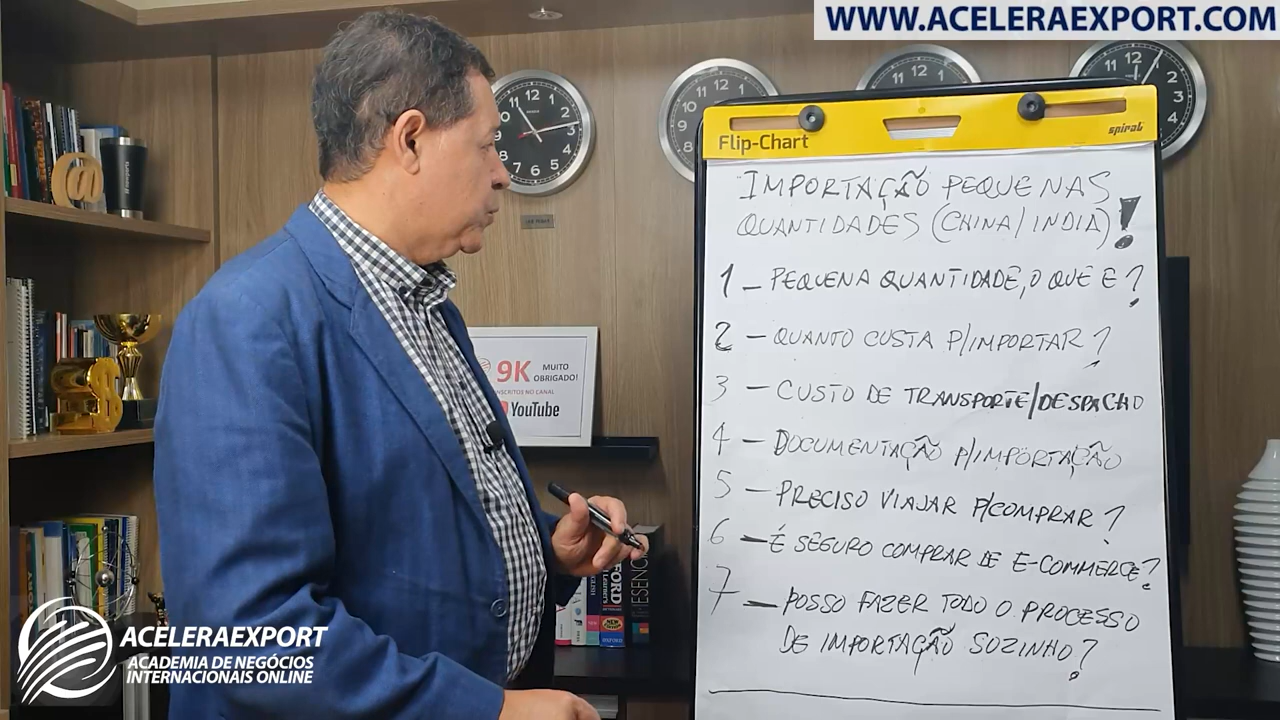 WWW.ACELERAEXPORT.COM
Flip-Chart
spiral
IMPORTAÇÃO PEQUENAS
QUANTIDADES (CHINA/INDIA)!
1 - PEQUENA QUANTIDADE, O QUE E?
2 - QUANTO CUSTA P/IMPORTAR?
3 - CUSTO DE TRANSPORTE/DESPACHO
4 - DOCUMENTAÇÃO P/IMPORTAÇÃO
5 - PRECISO VIAJAR P/COMPRAR?
6 - É SEGURO COMPRAR DE E-COMMERCE?
7 - POSSO FAZER TODO O PROCESSO
DE IMPORTAÇÃO SOZINHO?
9K MUITO
OBRIGADO!
NO CANAL
YouTube
ACELERAEXPORT
ACADEMIA DE NEGÓCIOS
INTERNACIONAIS ONLINE